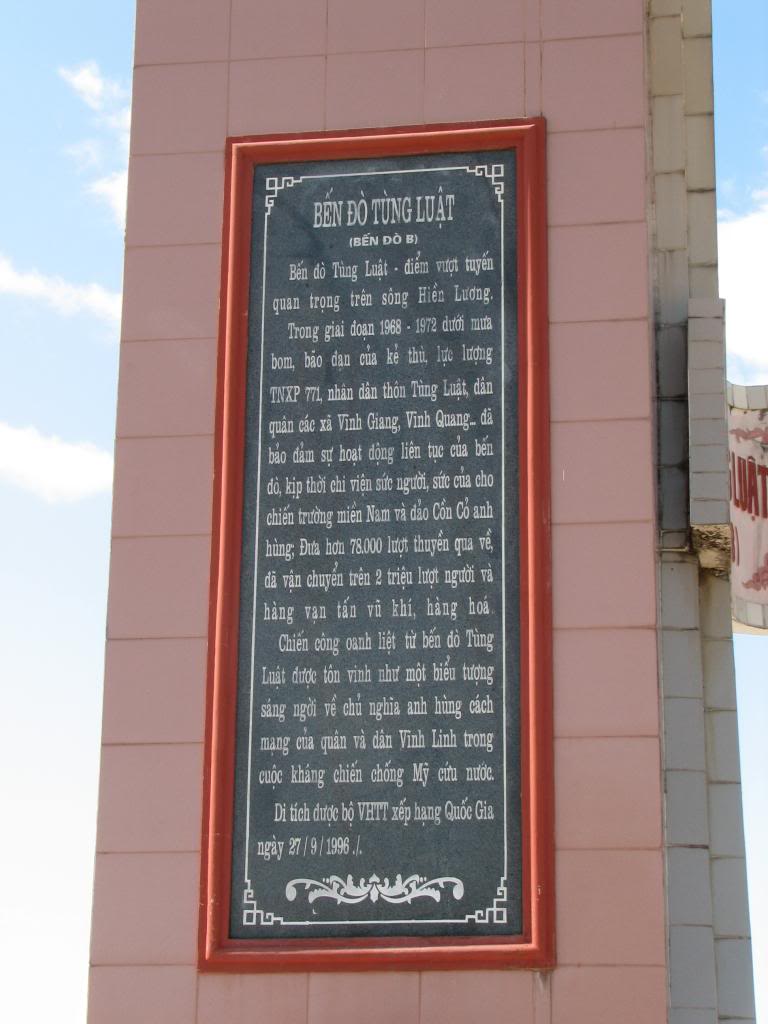 BẾN ĐÒ TÙNG LUẬT
(BẾN ĐÒ B)
Bến đò Tùng Luật - điểm vượt tuyến
quan trọng trên sông Hiền Lương.
Trong giai đoạn 1968 - 1972 dưới mưa
bom, bão đạn của kẻ thù, lực lượng
TNXP 771, nhân dân thôn Tùng Luật, dân
quân các xã Vĩnh Giang, Vĩnh Quang... đã
bảo đảm sự hoạt động liên tục của bến
đò, kịp thời chi viện sức người, sức của cho
chiến trường miền Nam và đảo Cồn Cỏ anh
hùng; Đưa hơn 78.000 lượt thuyền qua về,
đã vận chuyển trên 2 triệu lượt người và
hàng vạn tấn vũ khí, hàng hoá.
Chiến công oanh liệt từ bến đò Tùng
Luật được tôn vinh như một biểu tượng
sáng ngời về chủ nghĩa anh hùng cách
mạng của quân và dân Vĩnh Linh trong
cuộc kháng chiến chống Mỹ cứu nước.
Di tích được bộ VHTT xếp hạng Quốc Gia
ngày 27 / 9 / 1996 ./.
LUẬT